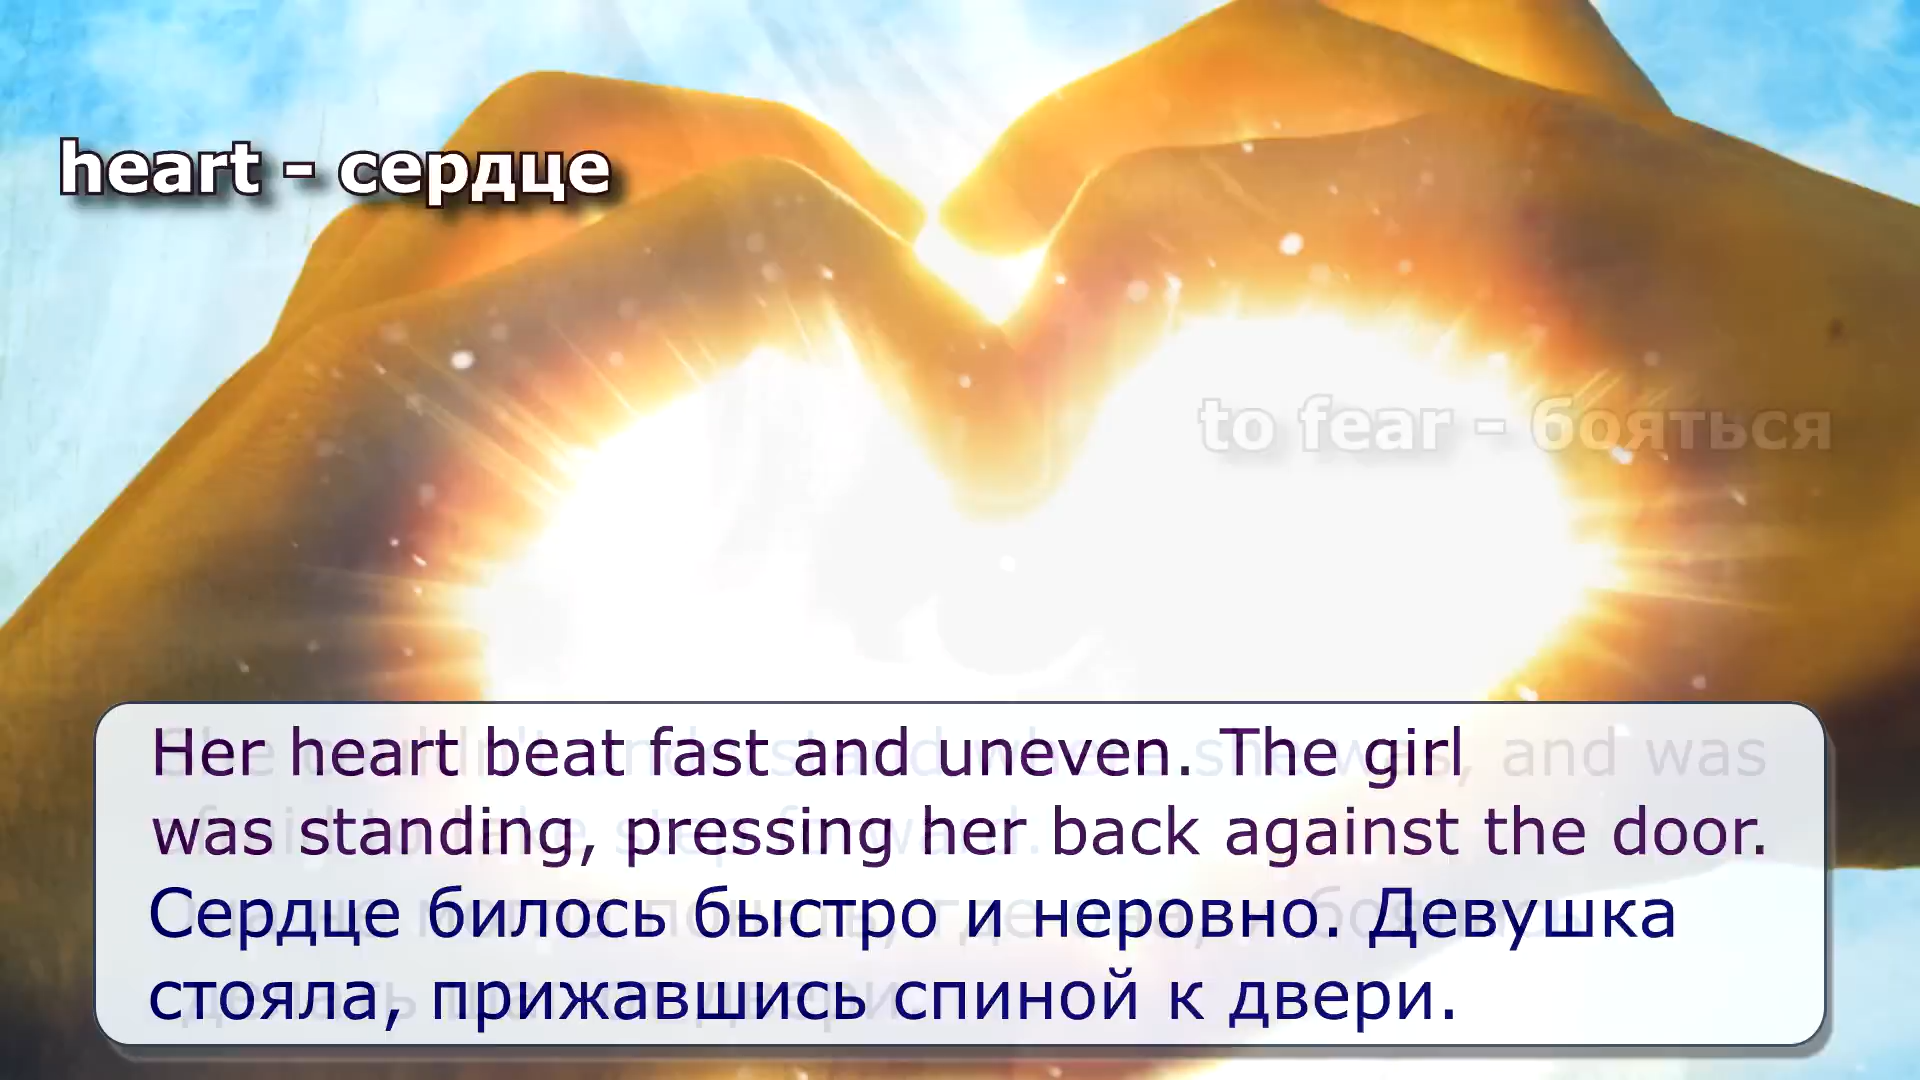 heart - сердце
to fear - бояться
Her heart beat fast and uneven. The girl
was standing, pressing her back against the door.
Сердце билось быстро и неровно. Девушка
стояла, прижавшись спиной к двери.